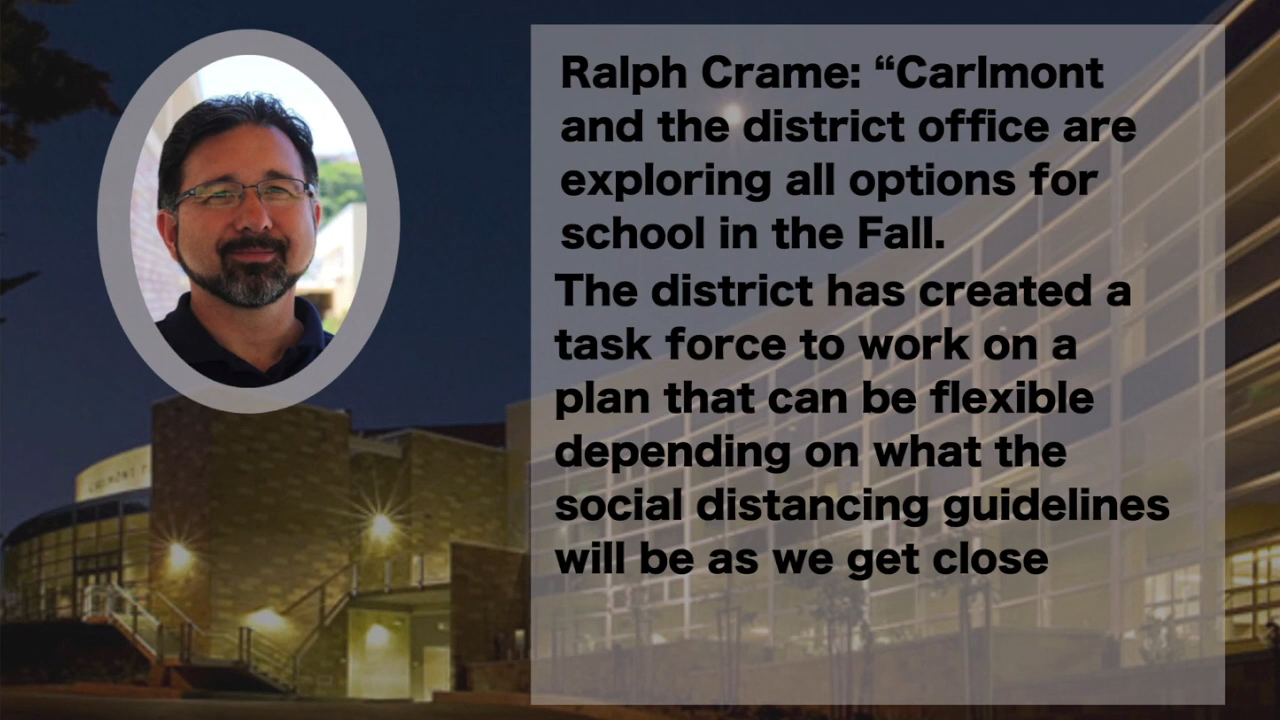 Ralph Crame: “Carlmont
and the district office are
exploring all options for
school in the Fall.
The district has created a
task force to work on a
plan that can be flexible
depending on what the
social distancing guidelines
will be as we get close